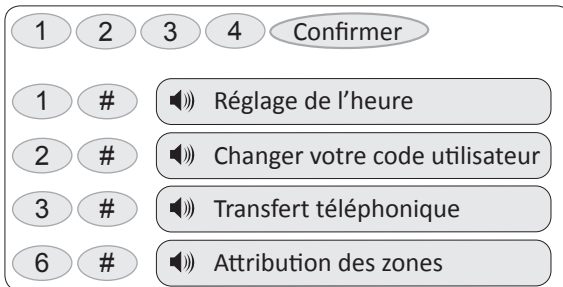 1 2 3 4 Confirmer
1 # Réglage de l'heure
2 # Changer votre code utilisateur
3 # Transfert téléphonique
6 # Attribution des zones